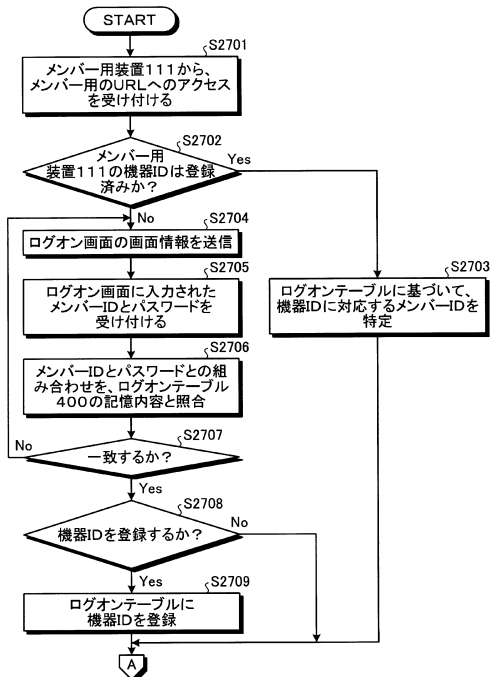 START
S2701
メンバー用装置111から、
メンバー用のURLへのアクセス
を受け付ける
S2702
メンバー用
装置111の機器IDは登録
済みか?
Yes
No
S2704
ログオン画面の画面情報を送信
S2705
ログオン画面に入力された
メンバーIDとパスワードを
受け付ける
S2703
ログオンテーブルに基づいて、
機器IDに対応するメンバーIDを
特定
S2706
メンバーIDとパスワードとの組
み合わせを、ログオンテーブル
400の記憶内容と照合
S2707
No
一致するか?
Yes
S2708
機器IDを登録するか?
No
Yes
S2709
ログオンテーブルに
機器IDを登録
A